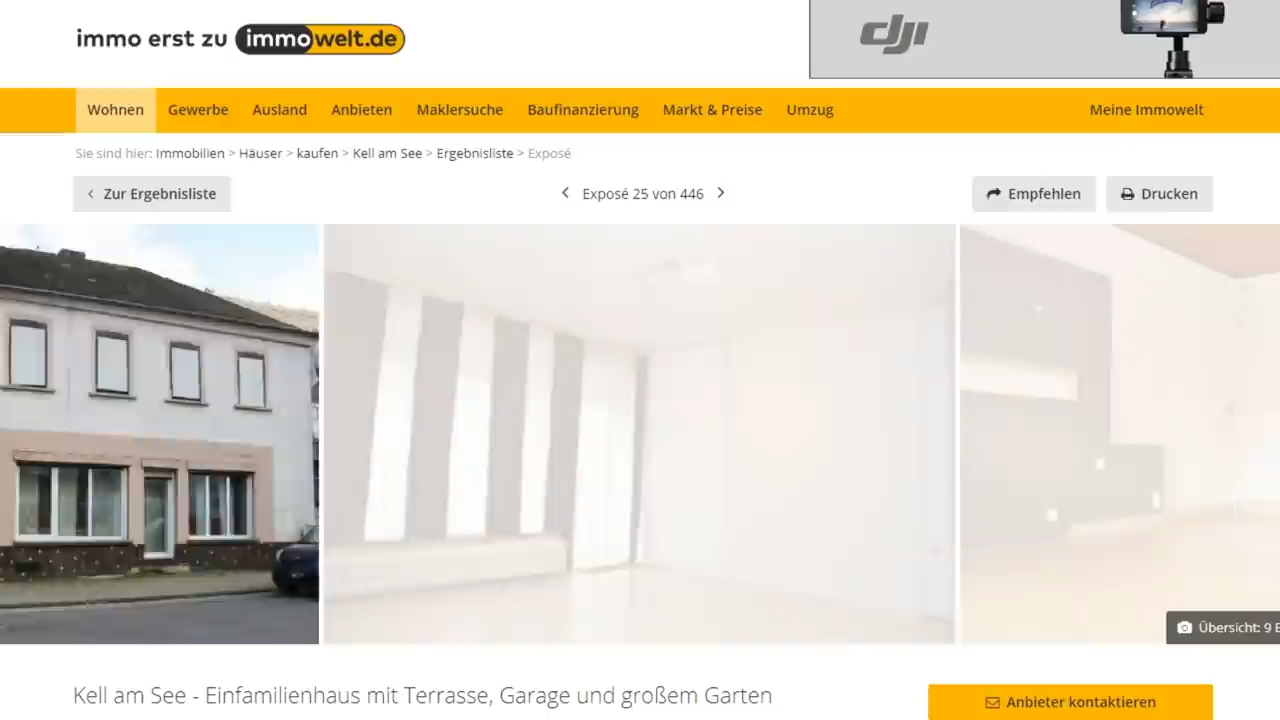 immo erst zu immowelt.de
dji
Wohnen Gewerbe Ausland Anbieten Maklersuche Baufinanzierung Markt & Preise Umzug Meine Immowelt
Sie sind hier: Immobilien > Häuser > kaufen > Kell am See > Ergebnisliste > Exposé
< Zur Ergebnisliste
< Exposé 25 von 446 >
Empfehlen
Drucken
Übersicht: 9
Kell am See - Einfamilienhaus mit Terrasse, Garage und großem Garten
Anbieter kontaktieren